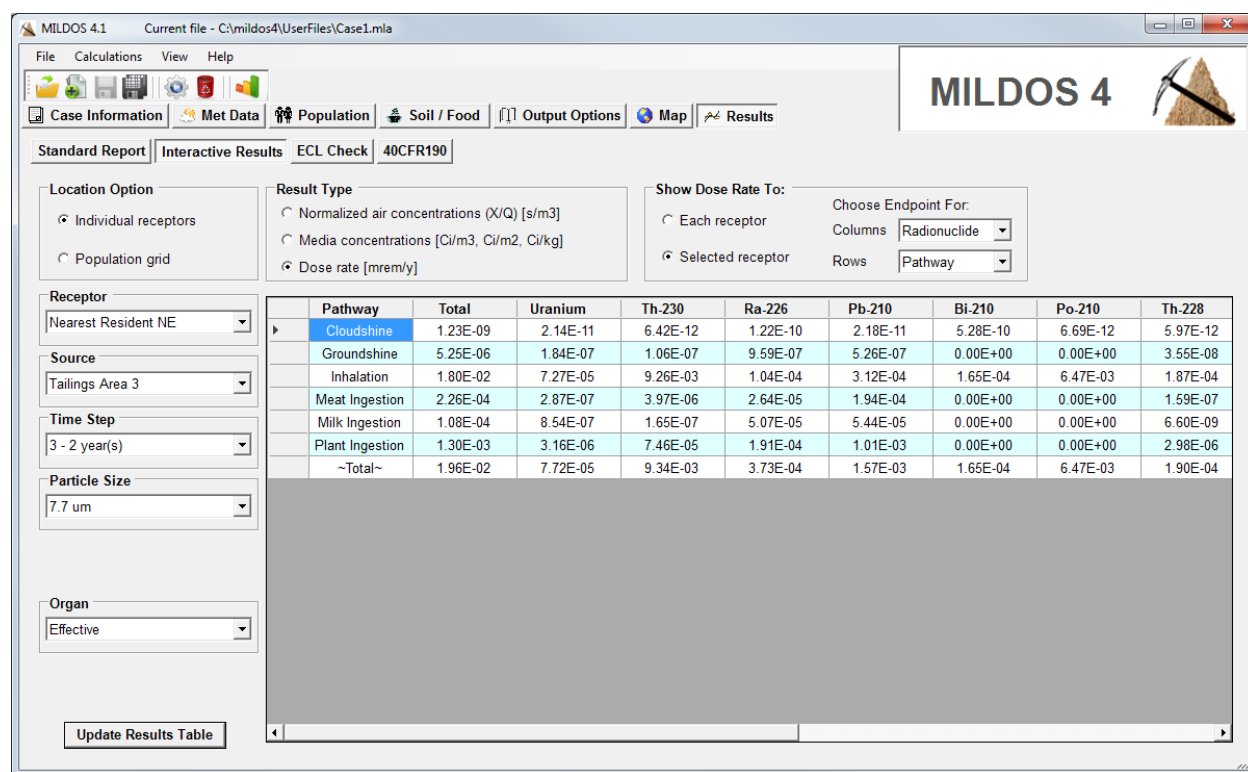 MILDOS 4.1 Current file - C:\mildos4\UserFiles\Case1.mla
File Calculations View Help
MILDOS 4
Case Information Met Data Population Soil / Food Output Options Map Results
Standard Report Interactive Results ECL Check 40CFR190
Location Option
Individual receptors
Population grid
Result Type
Normalized air concentrations (X/Q) [s/m3]
Media concentrations [Ci/m3, Ci/m2, Ci/kg]
Dose rate [mrem/y]
Show Dose Rate To:
Each receptor
Selected receptor
Choose Endpoint For:
Columns Radionuclide
Rows Pathway
Receptor
Nearest Resident NE
Source
Tailings Area 3
Time Step
3 - 2 year(s)
Particle Size
7.7 um
Organ
Effective
Update Results Table
Pathway Total Uranium Th-230 Ra-226 Pb-210 Bi-210 Po-210 Th-228
Cloudshine 1.23E-09 2.14E-11 6.42E-12 1.22E-10 2.18E-11 5.28E-10 6.69E-12 5.97E-12
Groundshine 5.25E-06 1.84E-07 1.06E-07 9.59E-07 5.26E-07 0.00E+00 0.00E+00 3.55E-08
Inhalation 1.80E-02 7.27E-05 9.26E-03 1.04E-04 3.12E-04 1.65E-04 6.47E-03 1.87E-04
Meat Ingestion 2.26E-04 2.87E-07 3.97E-06 2.64E-05 1.94E-04 0.00E+00 0.00E+00 1.59E-07
Milk Ingestion 1.08E-04 8.54E-07 1.65E-07 5.07E-05 5.44E-05 0.00E+00 0.00E+00 6.60E-09
Plant Ingestion 1.30E-03 3.16E-06 7.46E-05 1.91E-04 1.01E-03 0.00E+00 0.00E+00 2.98E-06
~Total~ 1.96E-02 7.72E-05 9.34E-03 3.73E-04 1.57E-03 1.65E-04 6.47E-03 1.90E-04